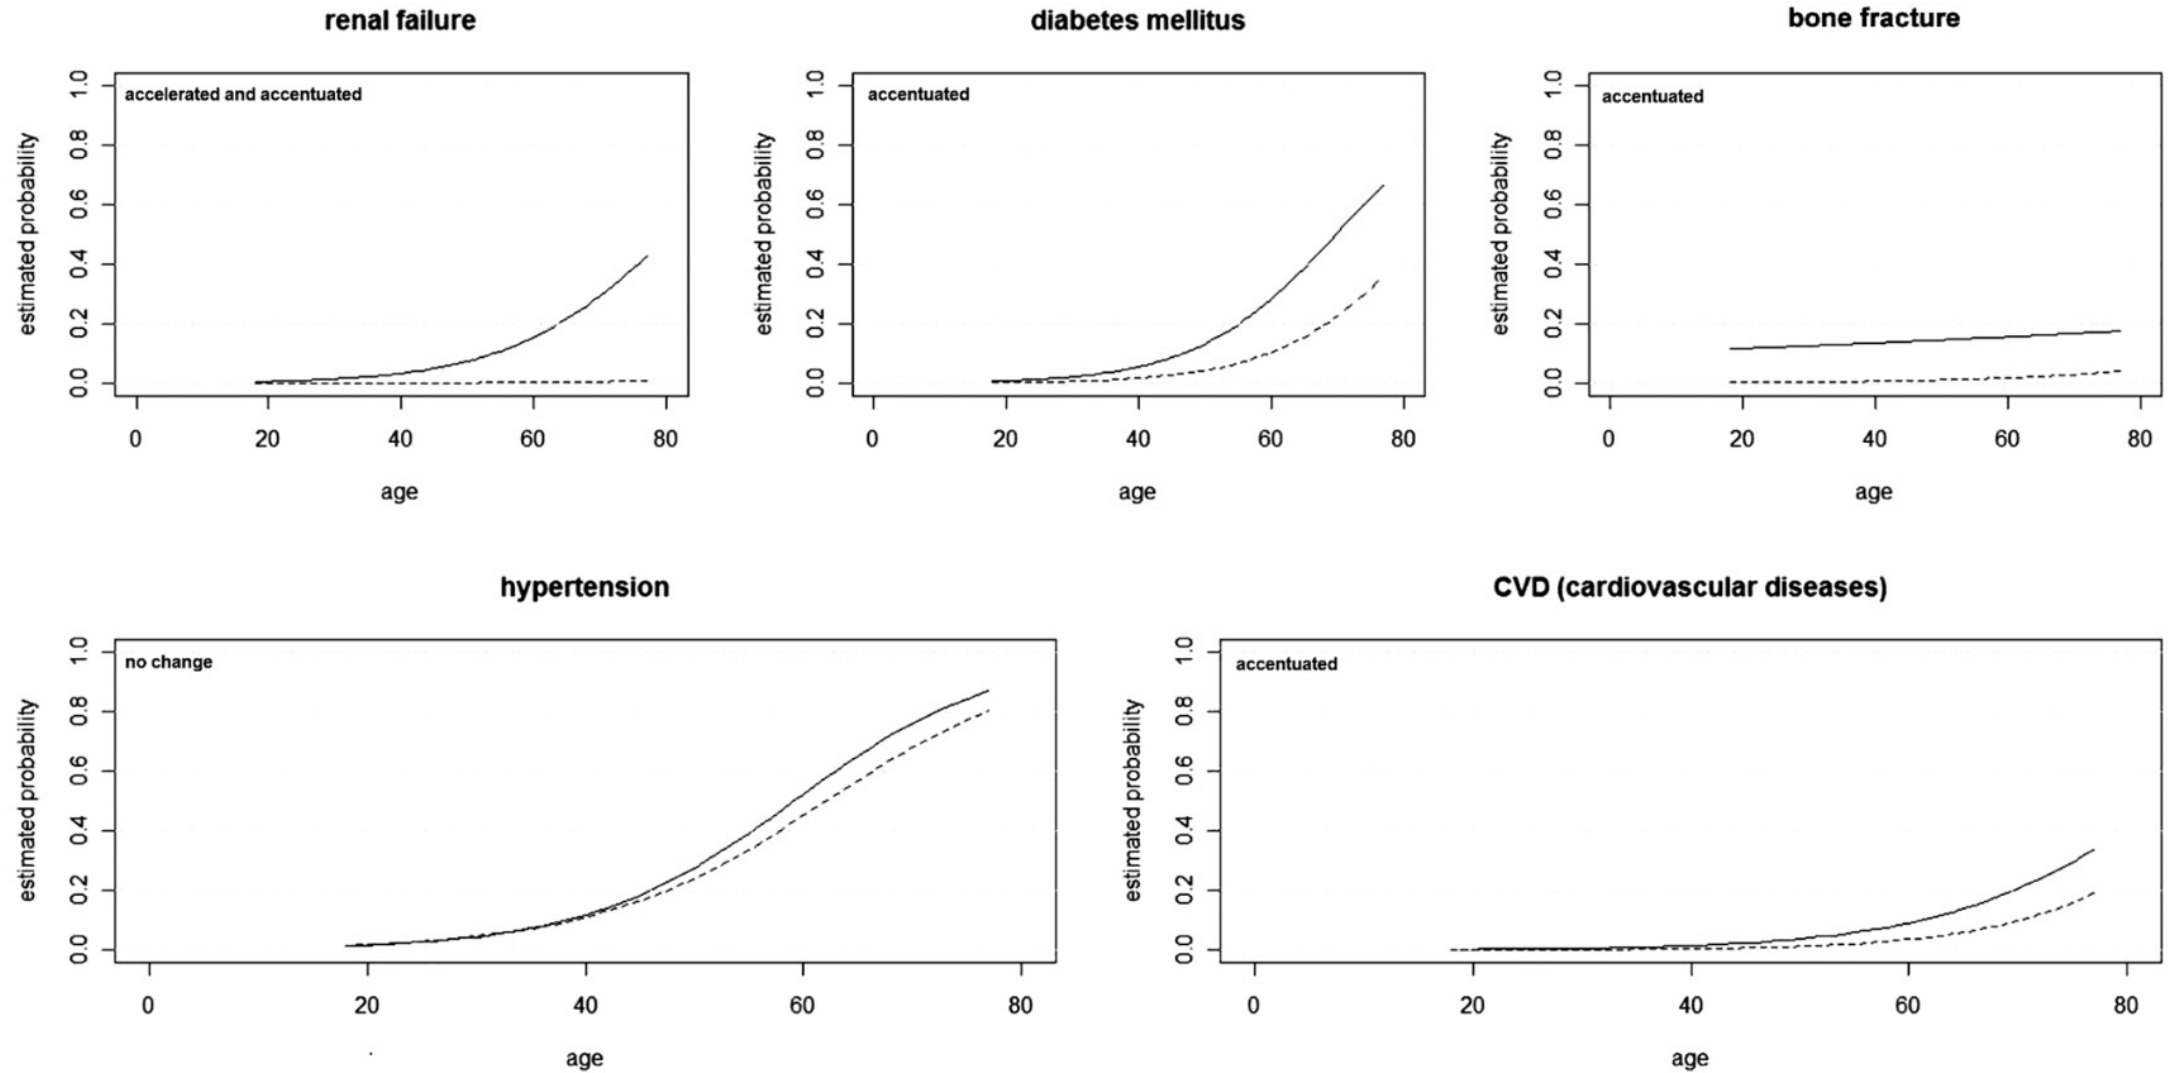 renal failure
diabetes mellitus
bone fracture
accelerated and accentuated
accentuated
accentuated
estimated probability
0.0 0.2 0.4 0.6 0.8 1.0
estimated probability
0.0 0.2 0.4 0.6 0.8 1.0
estimated probability
0.0 0.2 0.4 0.6 0.8 1.0
0 20 40 60 80
0 20 40 60 80
0 20 40 60 80
age
age
age
hypertension
CVD (cardiovascular diseases)
no change
accentuated
estimated probability
0.0 0.2 0.4 0.6 0.8 1.0
estimated probability
0.0 0.2 0.4 0.6 0.8 1.0
0 20 40 60 80
0 20 40 60 80
age
age